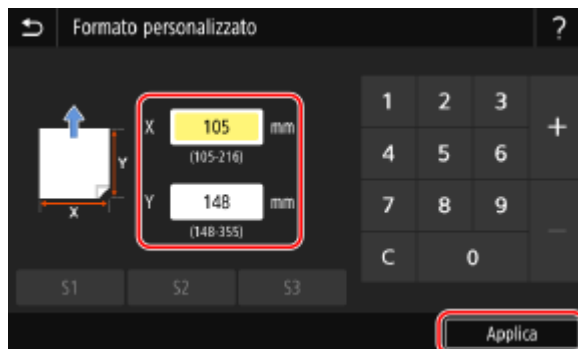 Formato personalizzato ?
X 105 mm
(105-216)
Y 148 mm
(148-355)
Y
X
S1 S2 S3
1 2 3 +
4 5 6
7 8 9 -
C 0
Applica